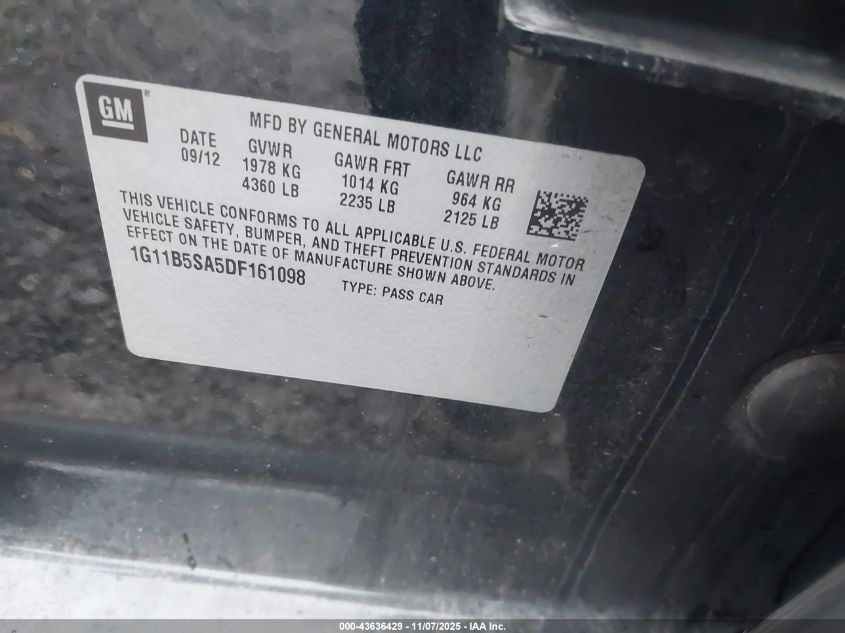 GM
MFD BY GENERAL MOTORS LLC
DATE GVWR GAWR FRT GAWR RR
09/12 1978 KG 1014 KG 964 KG
4360 LB 2235 LB 2125 LB
THIS VEHICLE CONFORMS TO ALL APPLICABLE U.S. FEDERAL MOTOR
VEHICLE SAFETY, BUMPER, AND THEFT PREVENTION STANDARDS IN
EFFECT ON THE DATE OF MANUFACTURE SHOWN ABOVE.
1G11B5SA5DF161098 TYPE: PASS CAR
000-43636429 - 11/07/2025 - IAA Inc.